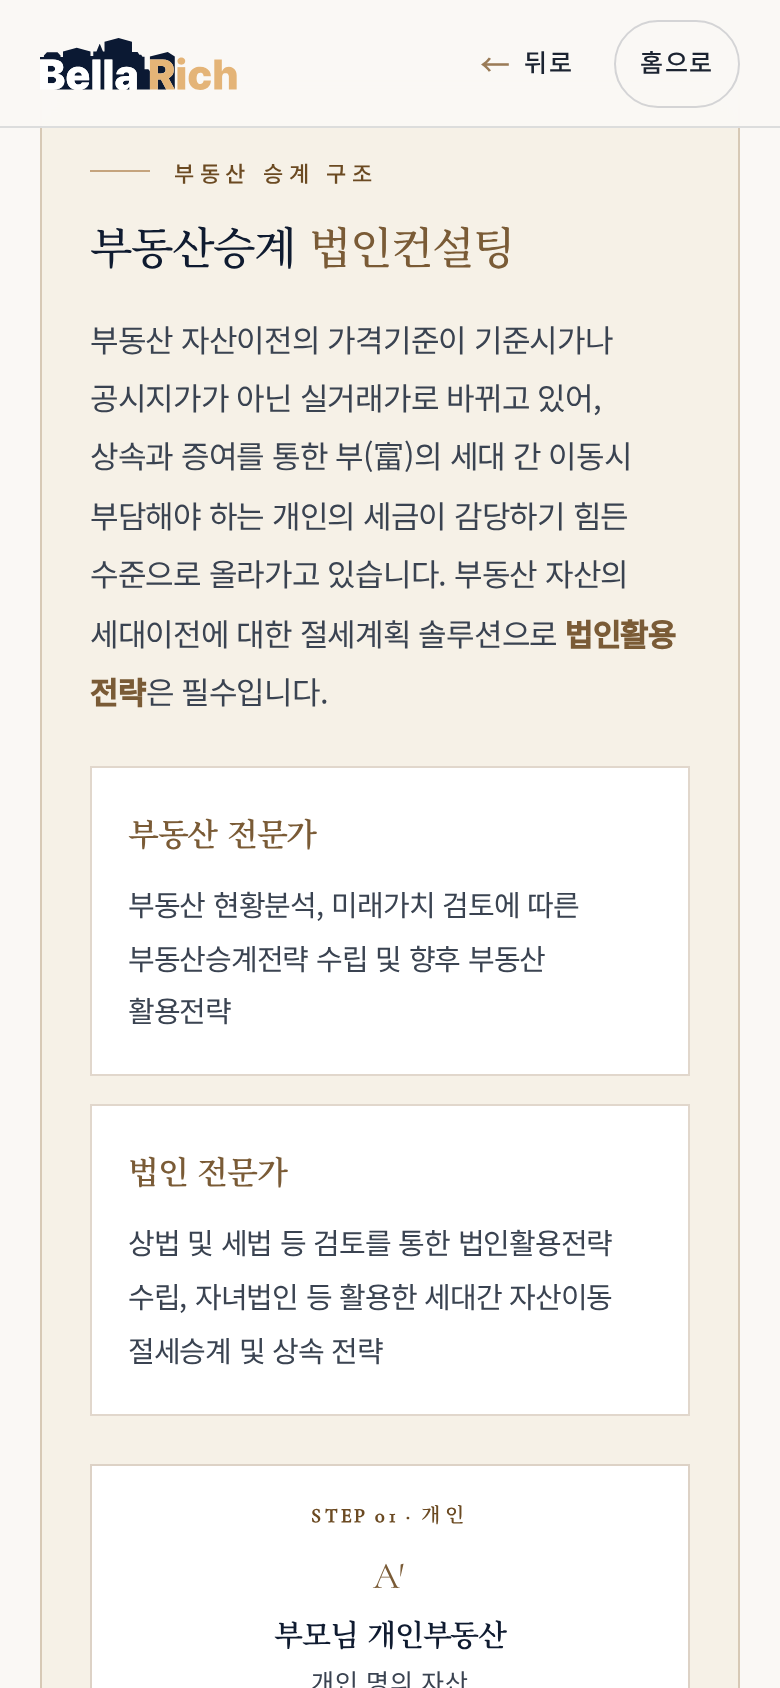 Bella Rich
← 뒤로
홈으로
부동산 승계 구조
부동산승계 법인컨설팅
부동산 자산이전의 가격기준이 기준시가나
공시지가가 아닌 실거래가로 바뀌고 있어,
상속과 증여를 통한 부(富)의 세대 간 이동시
부담해야 하는 개인의 세금이 감당하기 힘든
수준으로 올라가고 있습니다. 부동산 자산의
세대이전에 대한 절세계획 솔루션으로 법인활용
전략은 필수입니다.
부동산 전문가
부동산 현황분석, 미래가치 검토에 따른
부동산승계전략 수립 및 향후 부동산
활용전략
법인 전문가
상법 및 세법 등 검토를 통한 법인활용전략
수립, 자녀법인 등 활용한 세대간 자산이동
절세승계 및 상속 전략
STEP 01 · 개인
A′
부모님 개인부동산
개인 명의 자산